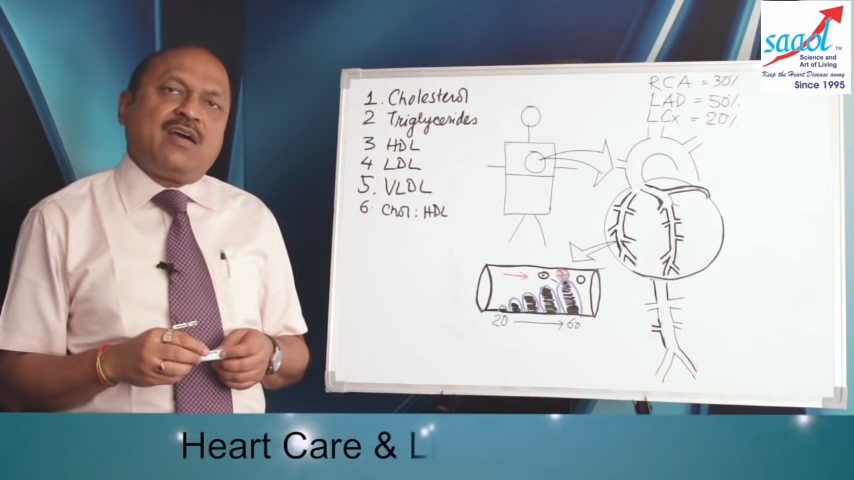 saaol TM
Science and
Art of Living
Keep the Heart Disease away
Since 1995
1. Cholesterol
2 Triglycerides
3 HDL
4 LDL
5. VLDL
6. Chol : HDL
RCA = 30%
LAD = 50%
LCx = 20%
20 60
Heart Care & L